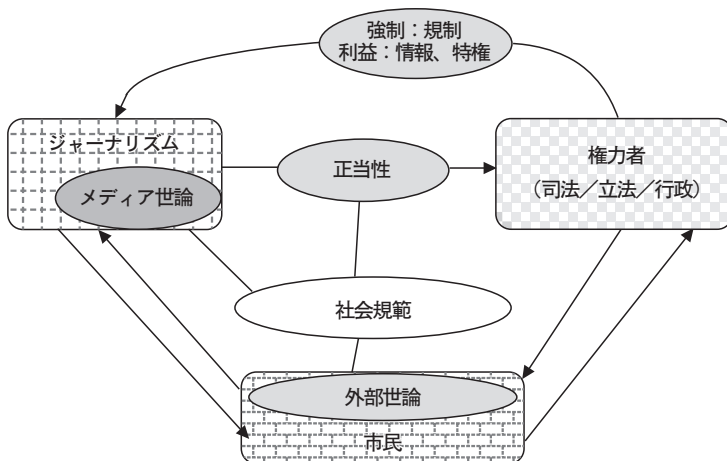 強制：規制
利益：情報、特権
ジャーナリズム
メディア世論
正当性
権力者
（司法／立法／行政）
社会規範
外部世論
市民